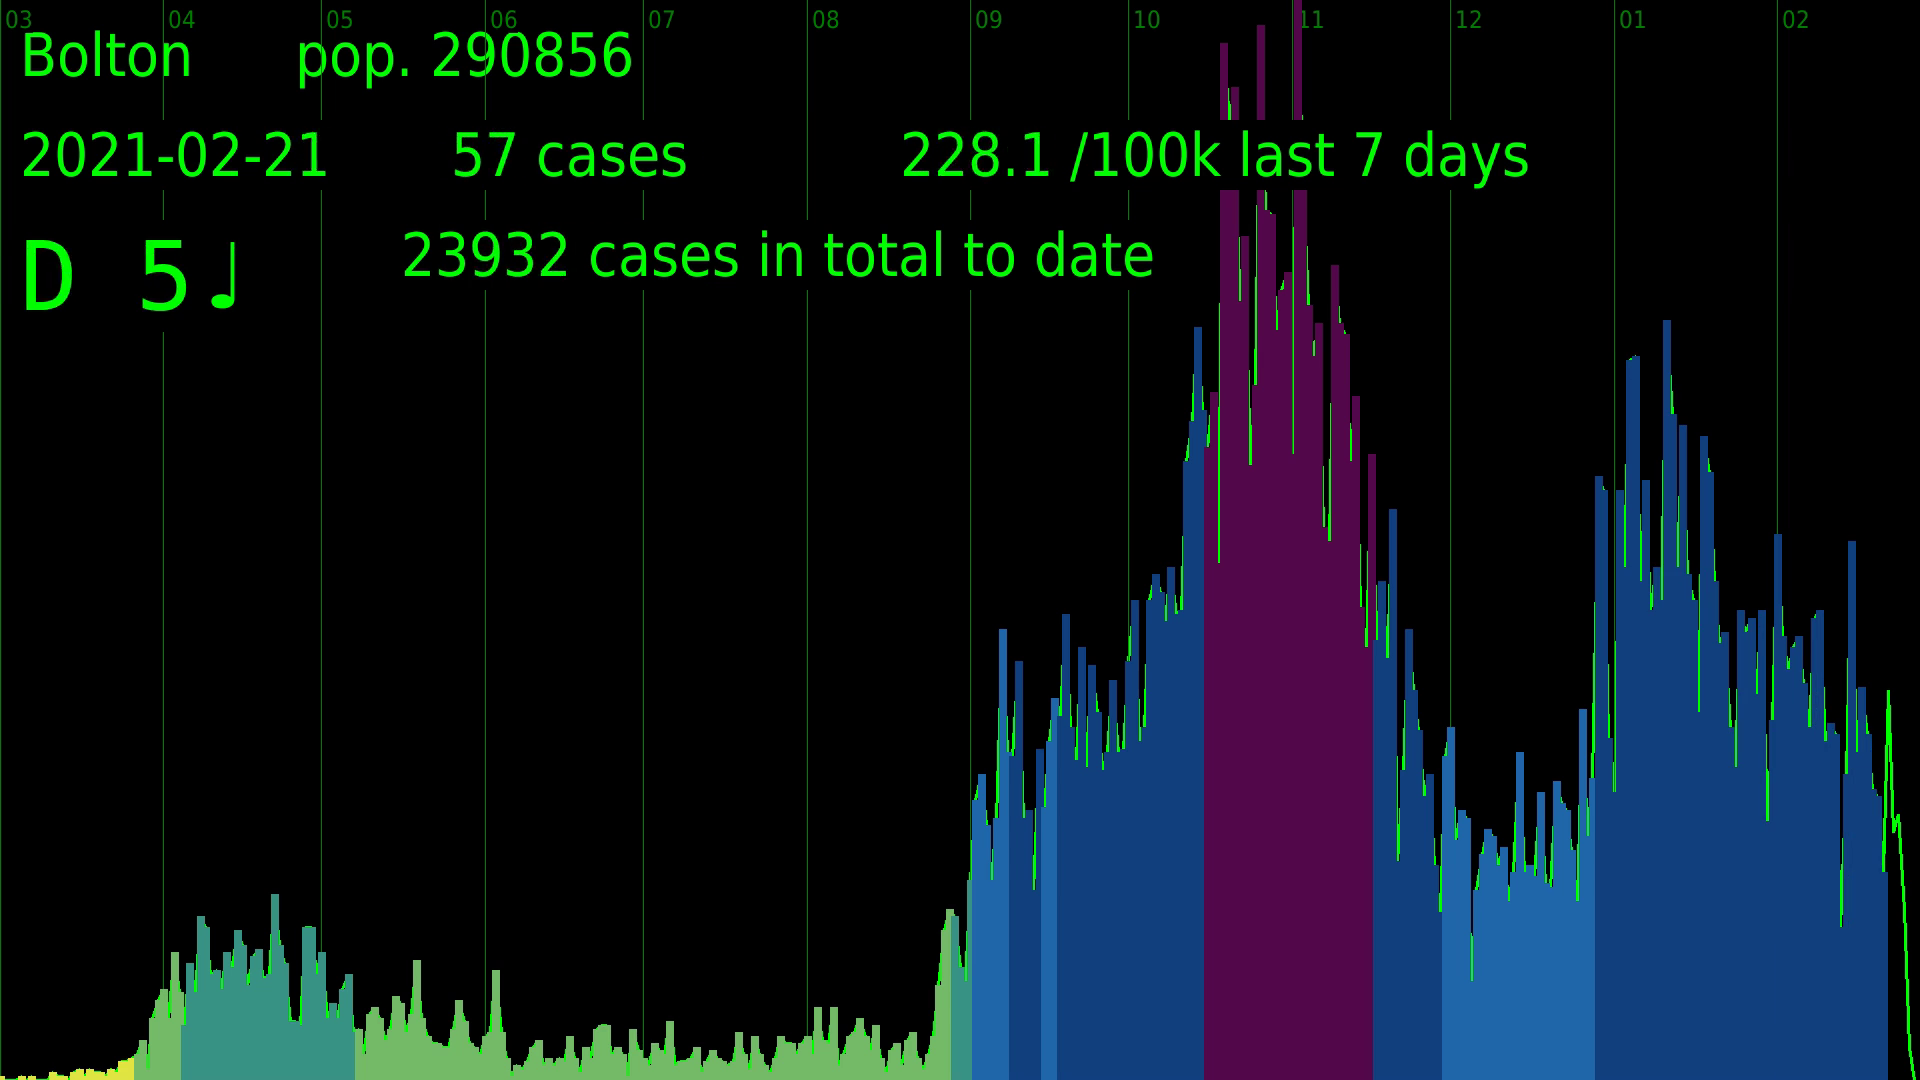 03 04 05 06 07 08 09 10 11 12 01 02
Bolton pop. 290856
2021-02-21 57 cases 228.1 /100k last 7 days
D 5♩ 23932 cases in total to date